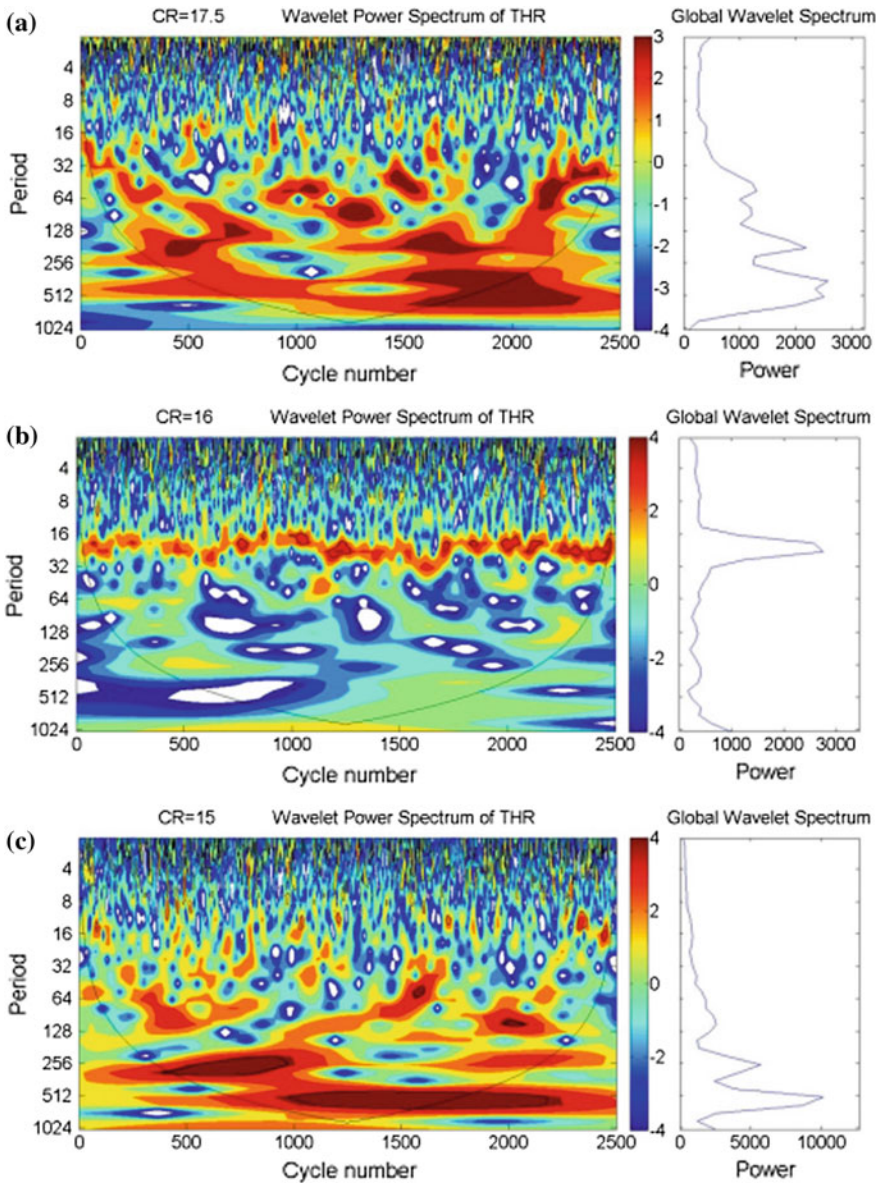 (a)
CR=17.5 Wavelet Power Spectrum of THR Global Wavelet Spectrum
Period
4
8
16
32
64
128
256
512
1024
0 500 1000 1500 2000 2500
Cycle number
3
2
1
0
-1
-2
-3
-4
0 1000 2000 3000
Power
(b)
CR=16 Wavelet Power Spectrum of THR Global Wavelet Spectrum
Period
4
8
16
32
64
128
256
512
1024
0 500 1000 1500 2000 2500
Cycle number
4
2
0
-2
-4
0 1000 2000 3000
Power
(c)
CR=15 Wavelet Power Spectrum of THR Global Wavelet Spectrum
Period
4
8
16
32
64
128
256
512
1024
0 500 1000 1500 2000 2500
Cycle number
4
2
0
-2
-4
0 5000 10000
Power